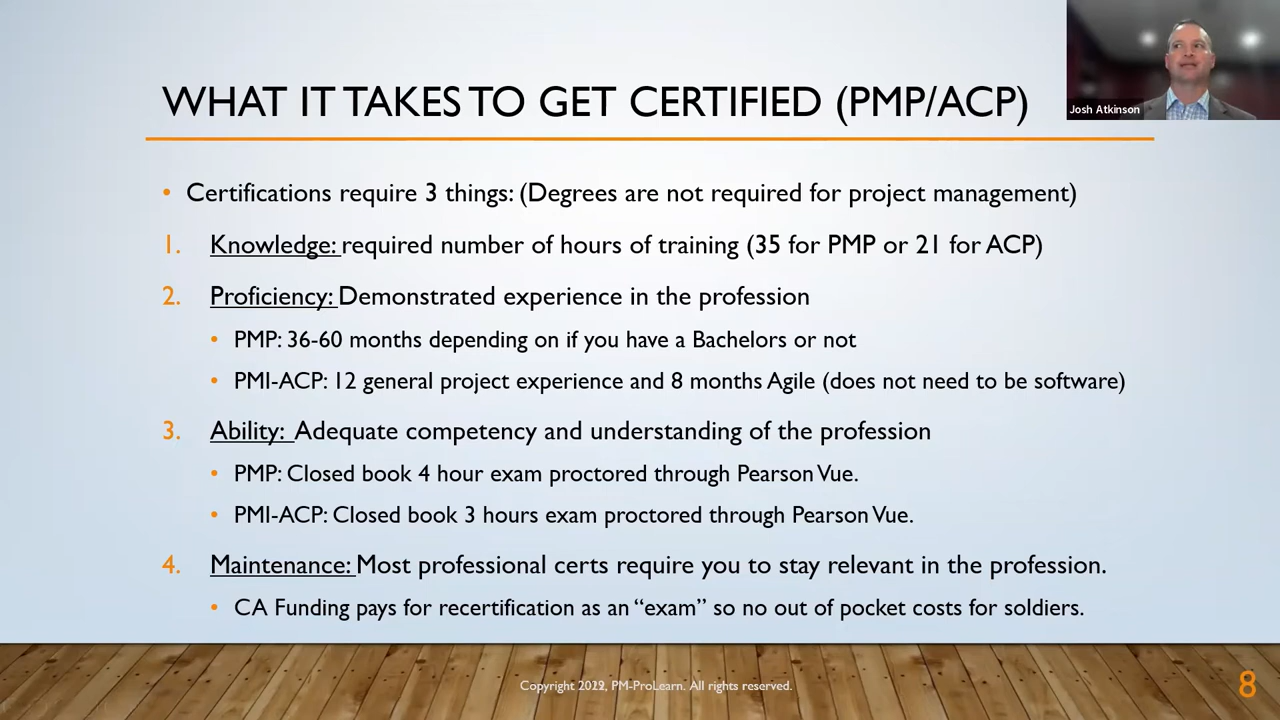 WHAT IT TAKES TO GET CERTIFIED (PMP/ACP)
Josh Atkinson
• Certifications require 3 things: (Degrees are not required for project management)
1. Knowledge: required number of hours of training (35 for PMP or 21 for ACP)
2. Proficiency: Demonstrated experience in the profession
• PMP: 36-60 months depending on if you have a Bachelors or not
• PMI-ACP: 12 general project experience and 8 months Agile (does not need to be software)
3. Ability: Adequate competency and understanding of the profession
• PMP: Closed book 4 hour exam proctored through Pearson Vue.
• PMI-ACP: Closed book 3 hours exam proctored through Pearson Vue.
4. Maintenance: Most professional certs require you to stay relevant in the profession.
• CA Funding pays for recertification as an “exam” so no out of pocket costs for soldiers.
Copyright PM-ProLearn. All rights reserved.
8